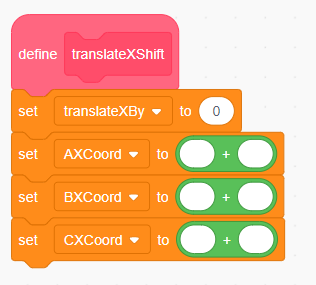 define translateXShift
set translateXBy to 0
set AXCoord to +
set BXCoord to +
set CXCoord to +